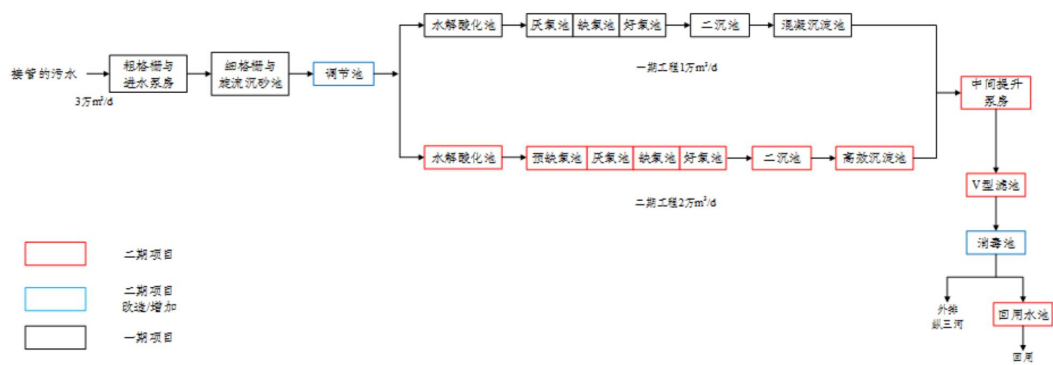 接管的污水
3万m³/d
粗格栅与
进水泵房
细格栅与
旋流沉砂池
调节池
水解酸化池
厌氧池
缺氧池
好氧池
二沉池
混凝沉淀池
一期工程1万m³/d
水解酸化池
预缺氧池
厌氧池
缺氧池
好氧池
二沉池
高效沉淀池
二期工程2万m³/d
中间提升
泵房
V型滤池
消毒池
外排
纵三河
回用水池
回用
二期项目
二期项目
改造/增加
一期项目